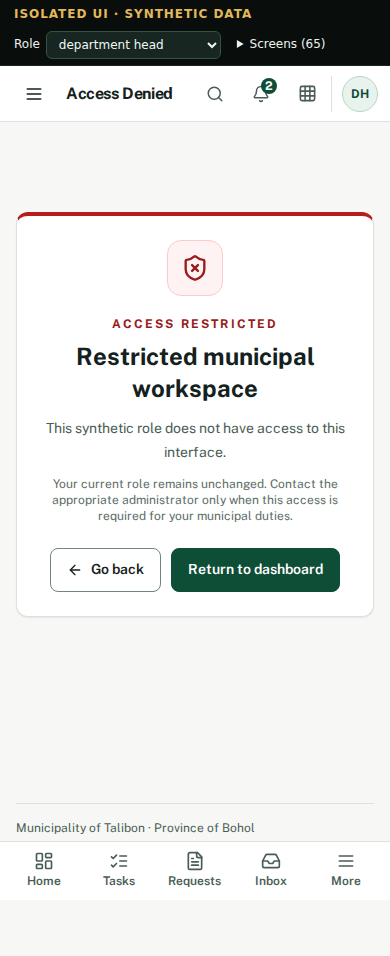 ISOLATED UI · SYNTHETIC DATA
Role department head ▶ Screens (65)
Access Denied 2 DH
ACCESS RESTRICTED
Restricted municipal
workspace
This synthetic role does not have access to this
interface.
Your current role remains unchanged. Contact the
appropriate administrator only when this access is
required for your municipal duties.
Go back Return to dashboard
Municipality of Talibon · Province of Bohol
Home Tasks Requests Inbox More